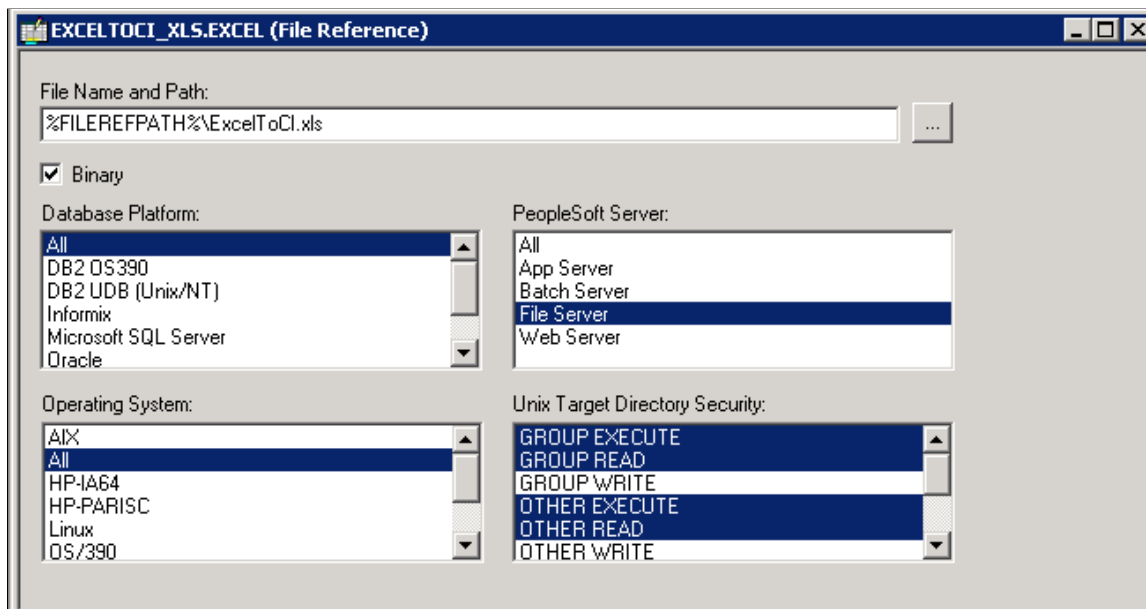 EXCELTOCI_XLS.EXCEL (File Reference)
File Name and Path:
%FILEREFPATH%\ExcelToCI.xls
...
Binary
Database Platform:
All
DB2 OS390
DB2 UDB (Unix/NT)
Informix
Microsoft SQL Server
Oracle
PeopleSoft Server:
All
App Server
Batch Server
File Server
Web Server
Operating System:
AIX
All
HP-IA64
HP-PARISC
Linux
OS/390
Unix Target Directory Security:
GROUP EXECUTE
GROUP READ
GROUP WRITE
OTHER EXECUTE
OTHER READ
OTHER WRITE